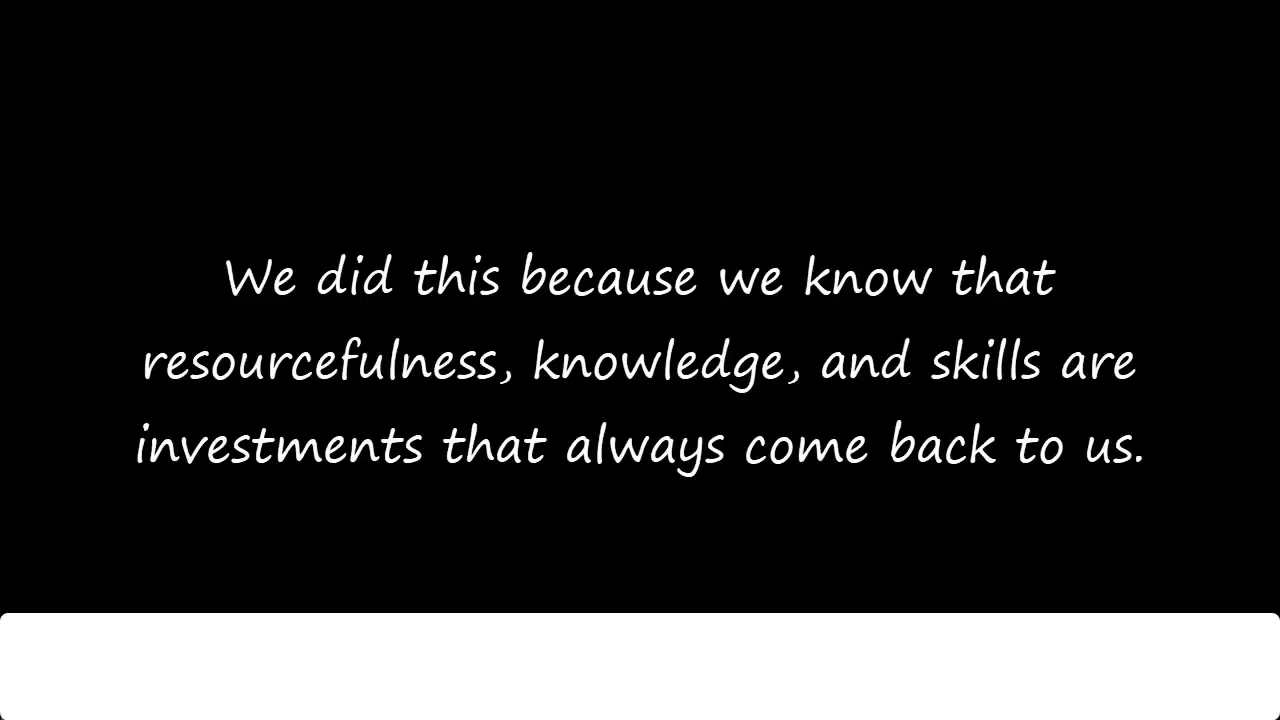 We did this because we know that
resourcefulness, knowledge, and skills are
investments that always come back to us.